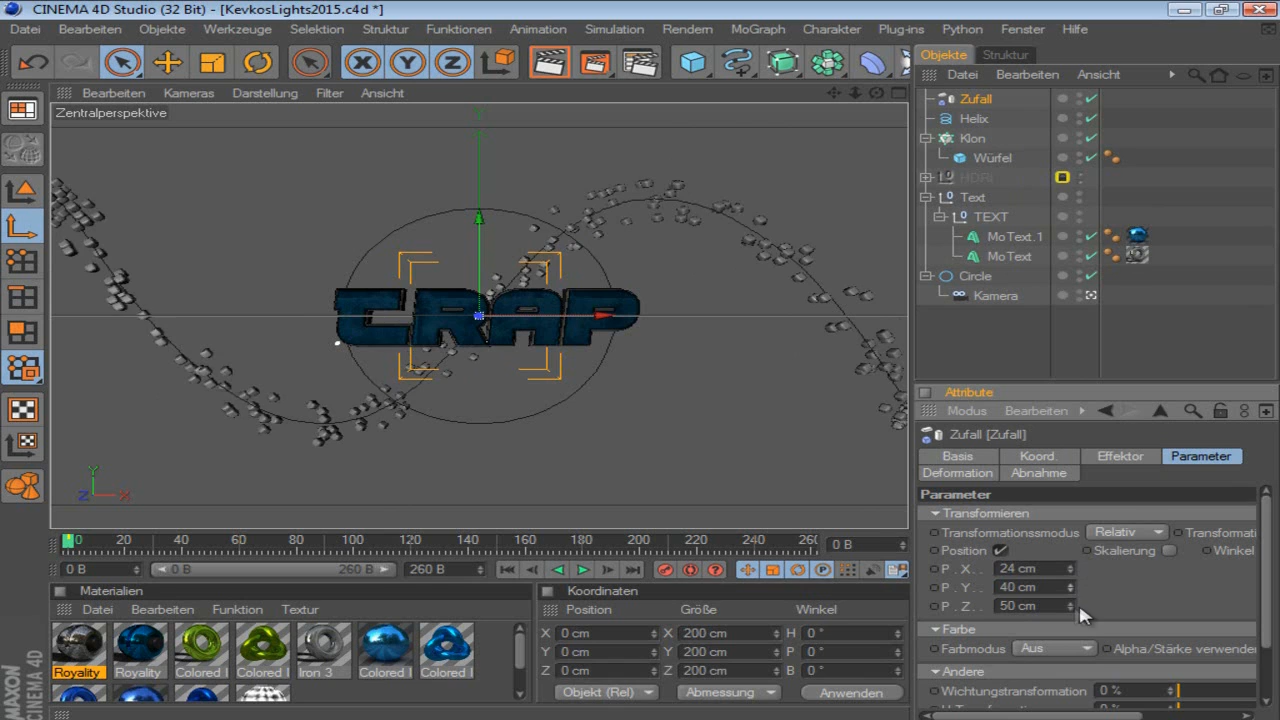 CINEMA 4D Studio (32 Bit) - [KevkosLights2015.c4d *]
Datei Bearbeiten Objekte Werkzeuge Selektion Struktur Funktionen Animation Simulation Rendern MoGraph Charakter Plug-ins Python Fenster Hilfe
X Y Z
Objekte Struktur
Datei Bearbeiten Ansicht
Bearbeiten Kameras Darstellung Filter Ansicht
Zentralperspektive
Y
Zufall
Helix
Klon
Würfel
HDRI
Text
TEXT
MoText.1
MoText
Circle
Kamera
CRAP
Y
Z X
Attribute
Modus Bearbeiten
Zufall [Zufall]
Basis Koord. Effektor Parameter
Deformation Abnahme
Parameter
Transformieren
Transformationsmodus Relativ Transformati
Position Skalierung Winkel
P . X . . 24 cm
P . Y . . 40 cm
P . Z . . 50 cm
Farbe
Farbmodus Aus Alpha/Stärke verwenden
Andere
Wichtungstransformation 0 %
0 20 40 60 80 100 120 140 160 180 200 220 240 26( 0 B
0 B 0 B 260 B 260 B
Materialien
Datei Bearbeiten Funktion Textur
Royality Royality Colored I Colored I Iron 3 Colored I Colored I
Koordinaten
Position Größe Winkel
X 0 cm X 200 cm H 0 °
Y 0 cm Y 200 cm P 0 °
Z 0 cm Z 200 cm B 0 °
Objekt (Rel) Abmessung Anwenden
MAXON
CINEMA 4D